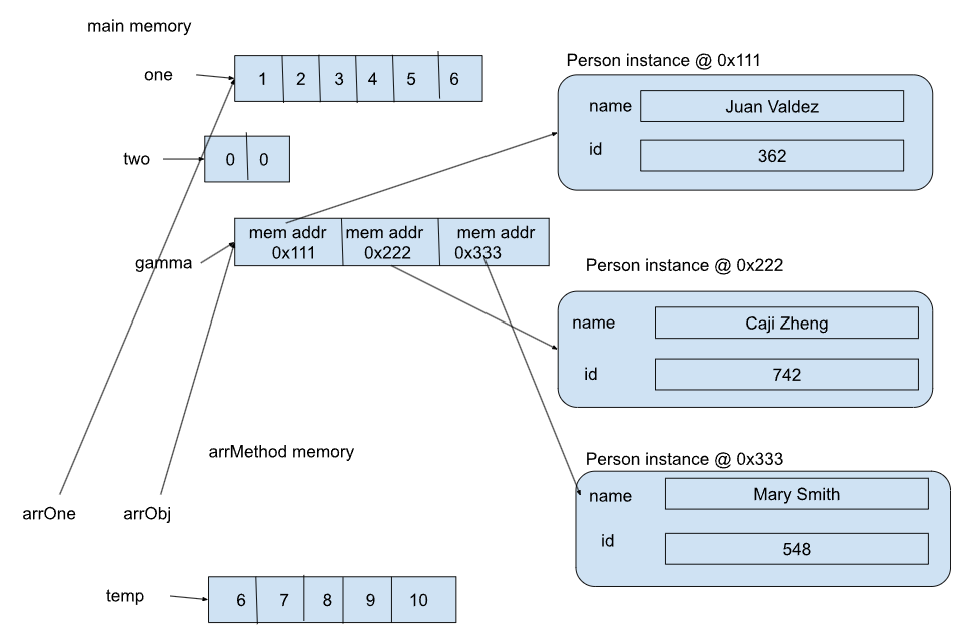 main memory
one
1 2 3 4 5 6
two
0 0
gamma
mem addr
0x111
mem addr
0x222
mem addr
0x333
Person instance @ 0x111
name Juan Valdez
id 362
Person instance @ 0x222
name Caji Zheng
id 742
Person instance @ 0x333
name Mary Smith
id 548
arrMethod memory
arrOne arrObj
temp
6 7 8 9 10